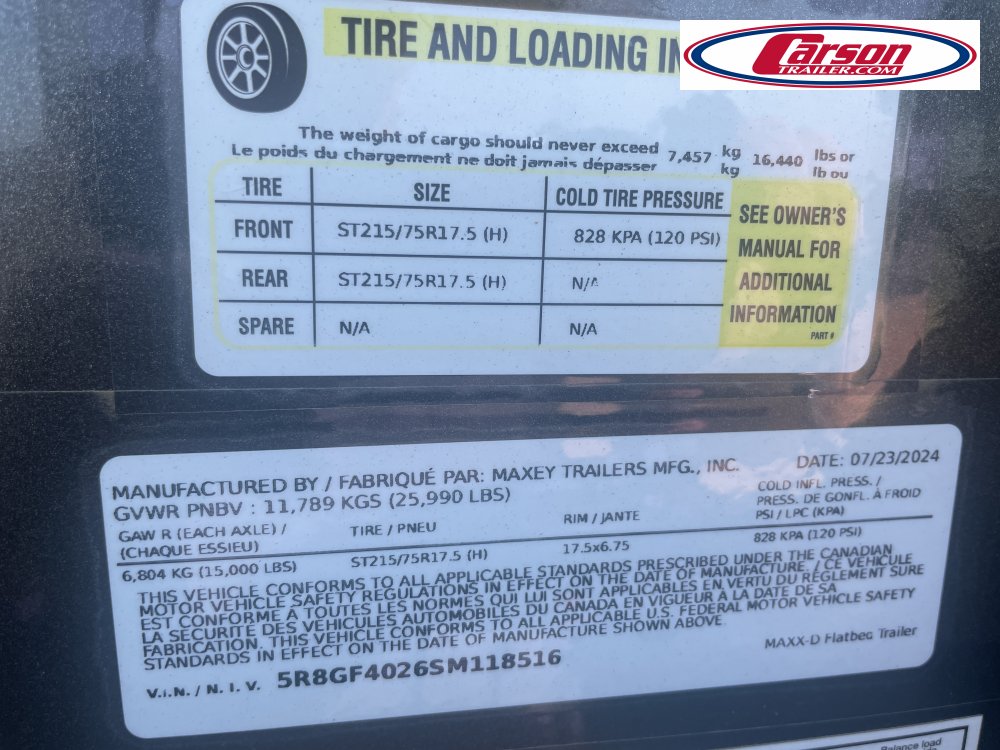 TIRE AND LOADING
Carson
TRAILER.COM
The weight of cargo should never exceed 7,457 kg 16,440 lbs or
Le poids du chargement ne doit jamais dépasser kg lb ou
TIRE SIZE COLD TIRE PRESSURE
FRONT ST215/75R17.5 (H) 828 KPA (120 PSI)
REAR ST215/75R17.5 (H)
SPARE N/A N/A
SEE OWNER'S
MANUAL FOR
ADDITIONAL
INFORMATION
PART #
MANUFACTURED BY / FABRIQUÉ PAR: MAXEY TRAILERS MFG., INC. DATE: 07/23/2024
GVWR PNBV : 11,789 KGS (25,990 LBS)
GAW R (EACH AXLE) / TIRE / PNEU RIM / JANTE COLD INFL. PRESS. /
(CHAQUE ESSIEU) PRESS. DE GONFL. À FROID
PSI / LPC (KPA)
6,804 KG (15,000 LBS) ST215/75R17.5 (H) 17.5x6.75 828 KPA (120 PSI)
THIS VEHICLE CONFORMS TO ALL APPLICABLE STANDARDS PRESCRIBED UNDER THE CANADIAN
MOTOR VEHICLE SAFETY REGULATIONS IN EFFECT ON THE DATE OF MANUFACTURE. / CE VEHICULE
EST CONFORME A TOUTES LES NORMES QUI LUI SONT APPLICABLES EN VERTU DU RÉGLEMENT SURE
LA SECURITE DES VEHICULES AUTOMOBILES DU CANADA EN VIGUEUR A LA DATE DE SA
FABRICATION. THIS VEHICLE CONFORMS TO ALL APPLICABLE U.S. FEDERAL MOTOR VEHICLE SAFETY
STANDARDS IN EFFECT ON THE DATE OF MANUFACTURE SHOWN ABOVE
MAXX-D Flatbed Trailer
V.I.N. / N. I. V. 5R8GF4026SM118516
load